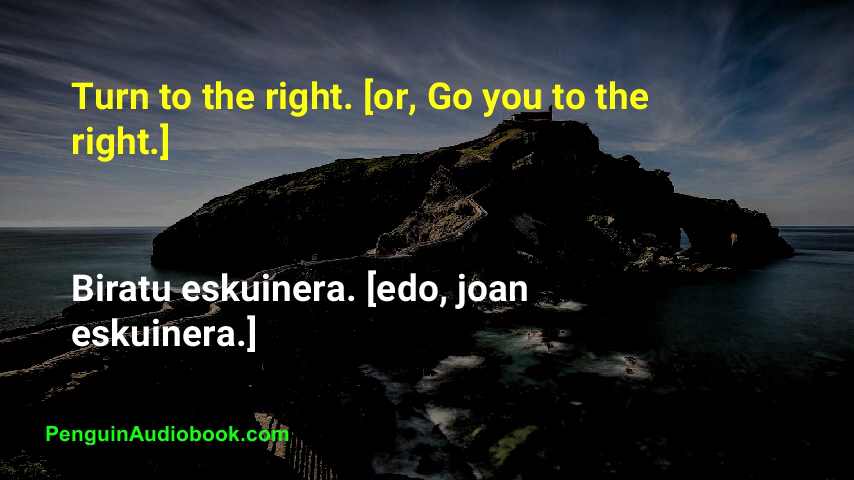 Turn to the right. [or, Go you to the
right.]
Biratu eskuinera. [edo, joan
eskuinera.]
PenguinAudiobook.com